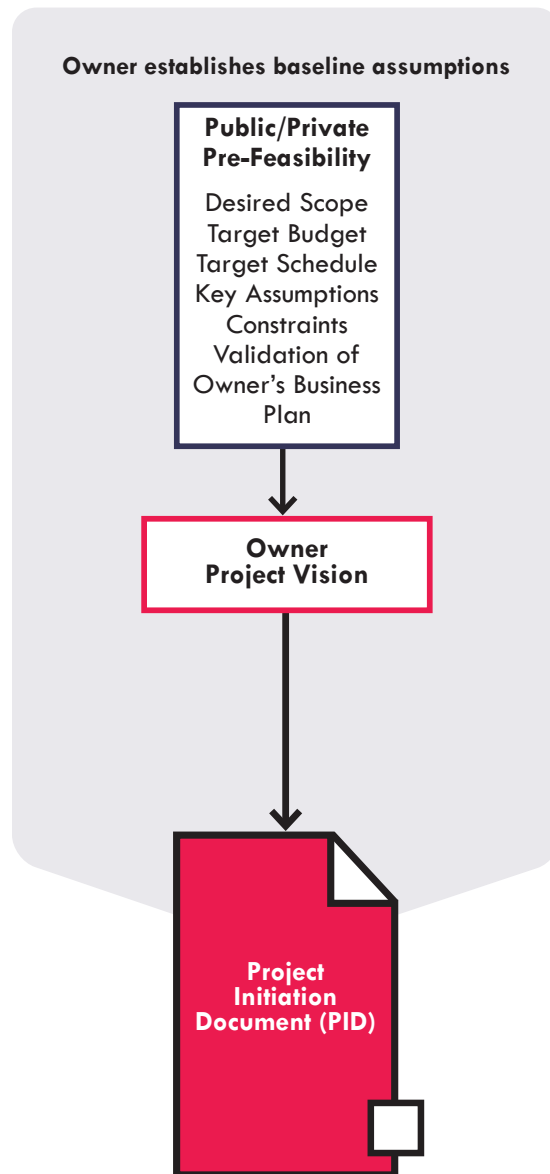 Owner establishes baseline assumptions
Public/Private
Pre-Feasibility
Desired Scope
Target Budget
Target Schedule
Key Assumptions
Constraints
Validation of
Owner’s Business
Plan
Owner
Project Vision
Project
Initiation
Document (PID)